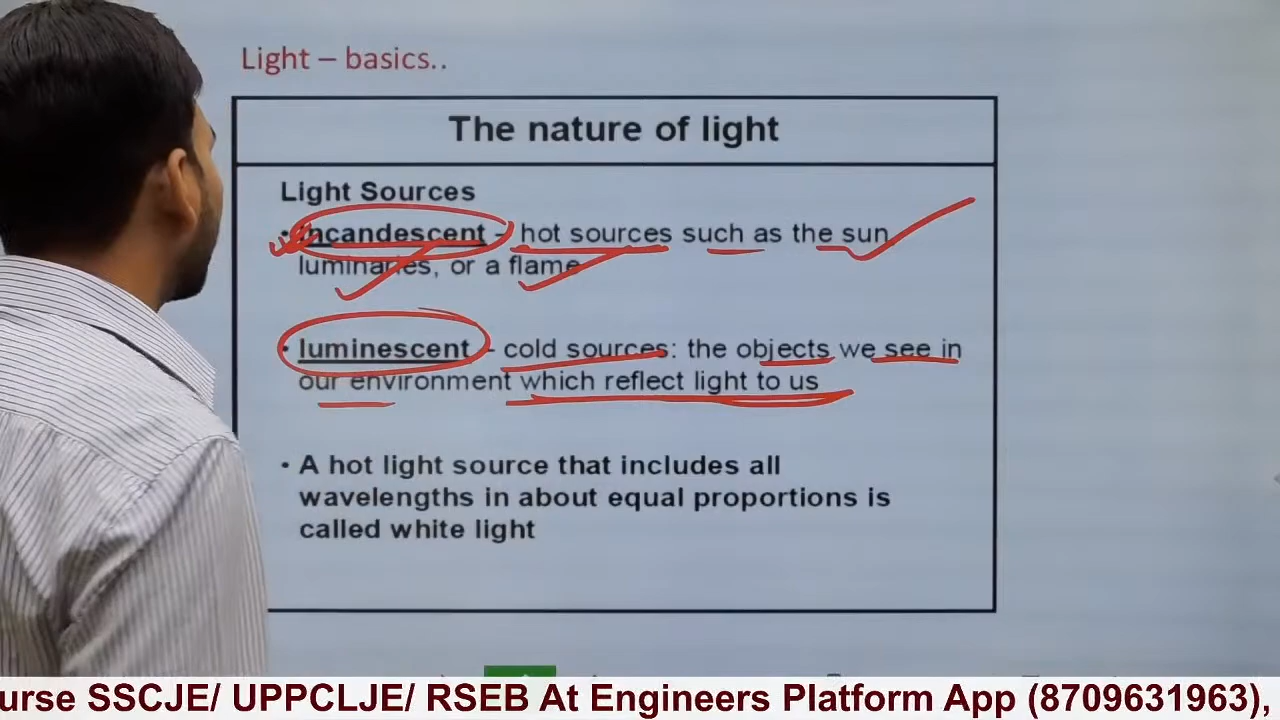 Light – basics..
The nature of light
Light Sources
• incandescent - hot sources such as the sun
luminaries, or a flame
• luminescent - cold sources: the objects we see in
our environment which reflect light to us
• A hot light source that includes all
wavelengths in about equal proportions is
called white light
urse SSCJE/ UPPCLJE/ RSEB At Engineers Platform App (8709631963),